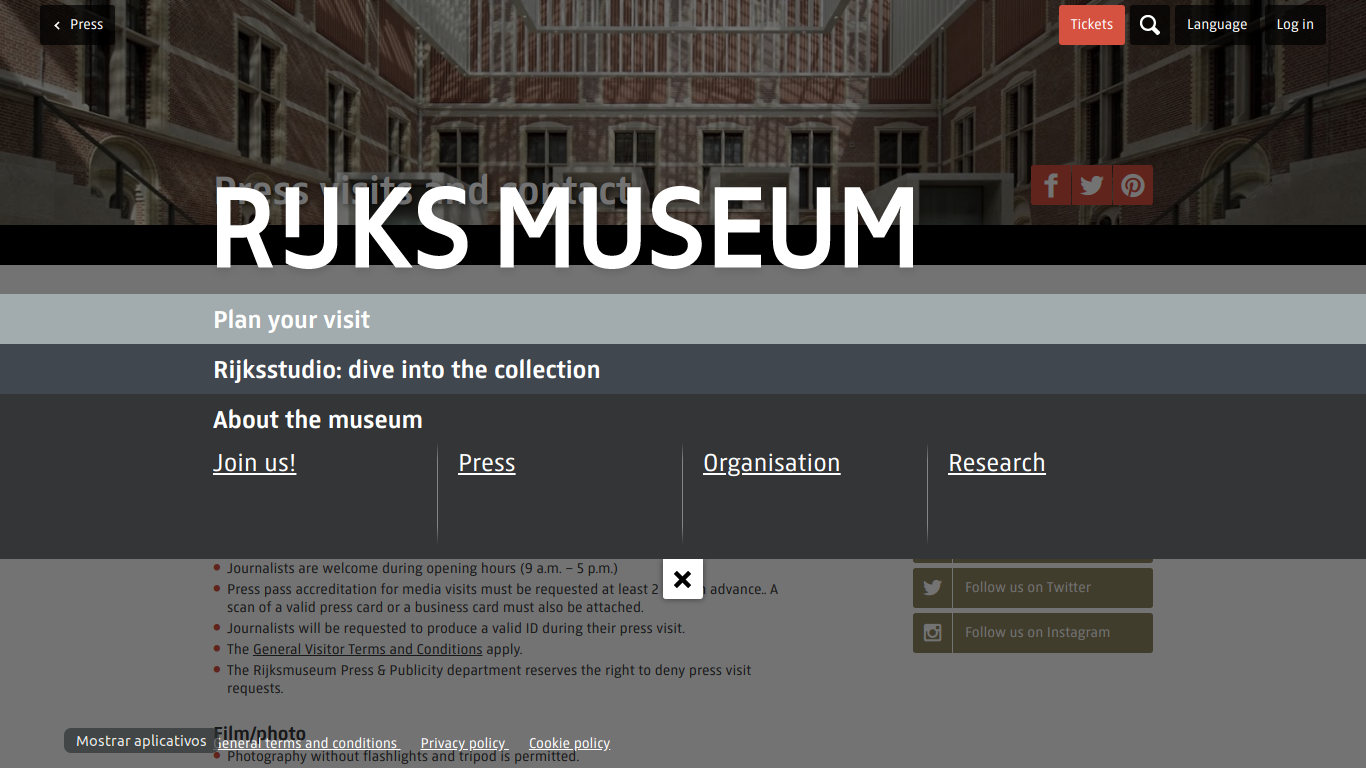 Press
Tickets
Language
Log in
Press visits and contact
RIJKS MUSEUM
Plan your visit
Rijksstudio: dive into the collection
About the museum
Join us!
Press
Organisation
Research
Journalists are welcome during opening hours (9 a.m. – 5 p.m.)
Press pass accreditation for media visits must be requested at least 2 advance.. A
scan of a valid press card or a business card must also be attached.
Journalists will be requested to produce a valid ID during their press visit.
The General Visitor Terms and Conditions apply.
The Rijksmuseum Press & Publicity department reserves the right to deny press visit
requests.
Follow us on Twitter
Follow us on Instagram
Film/photo
Mostrar aplicativos
General terms and conditions
Privacy policy
Cookie policy
Photography without flashlights and tripod is permitted.